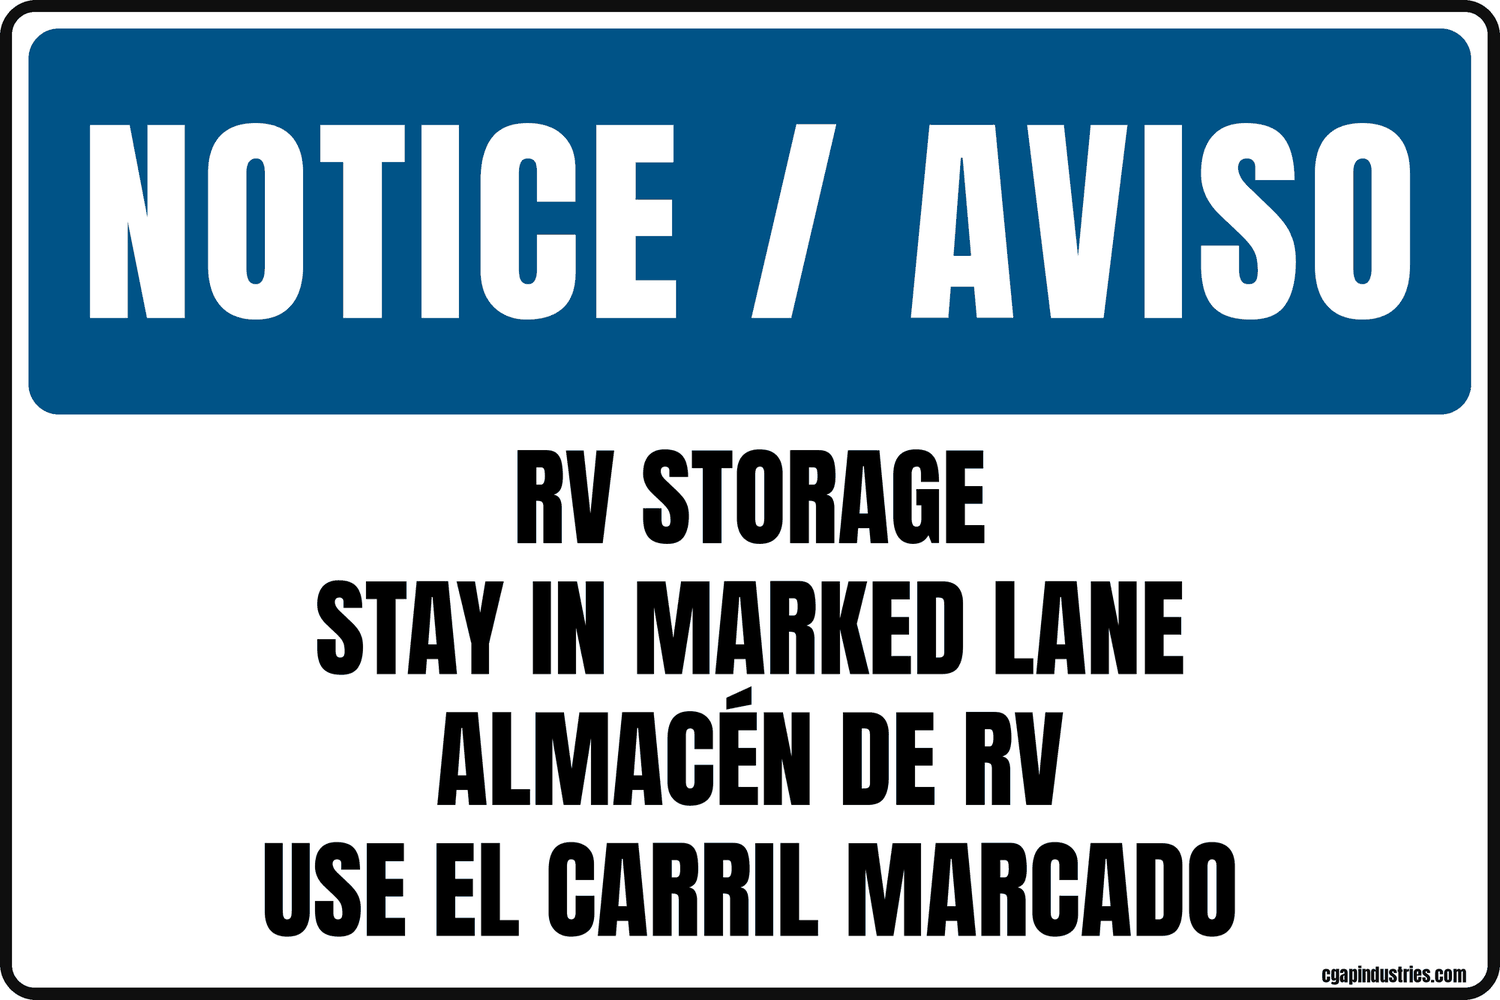 NOTICE / AVISO
RV STORAGE
STAY IN MARKED LANE
ALMACÉN DE RV
USE EL CARRIL MARCADO
cgapindustries.com